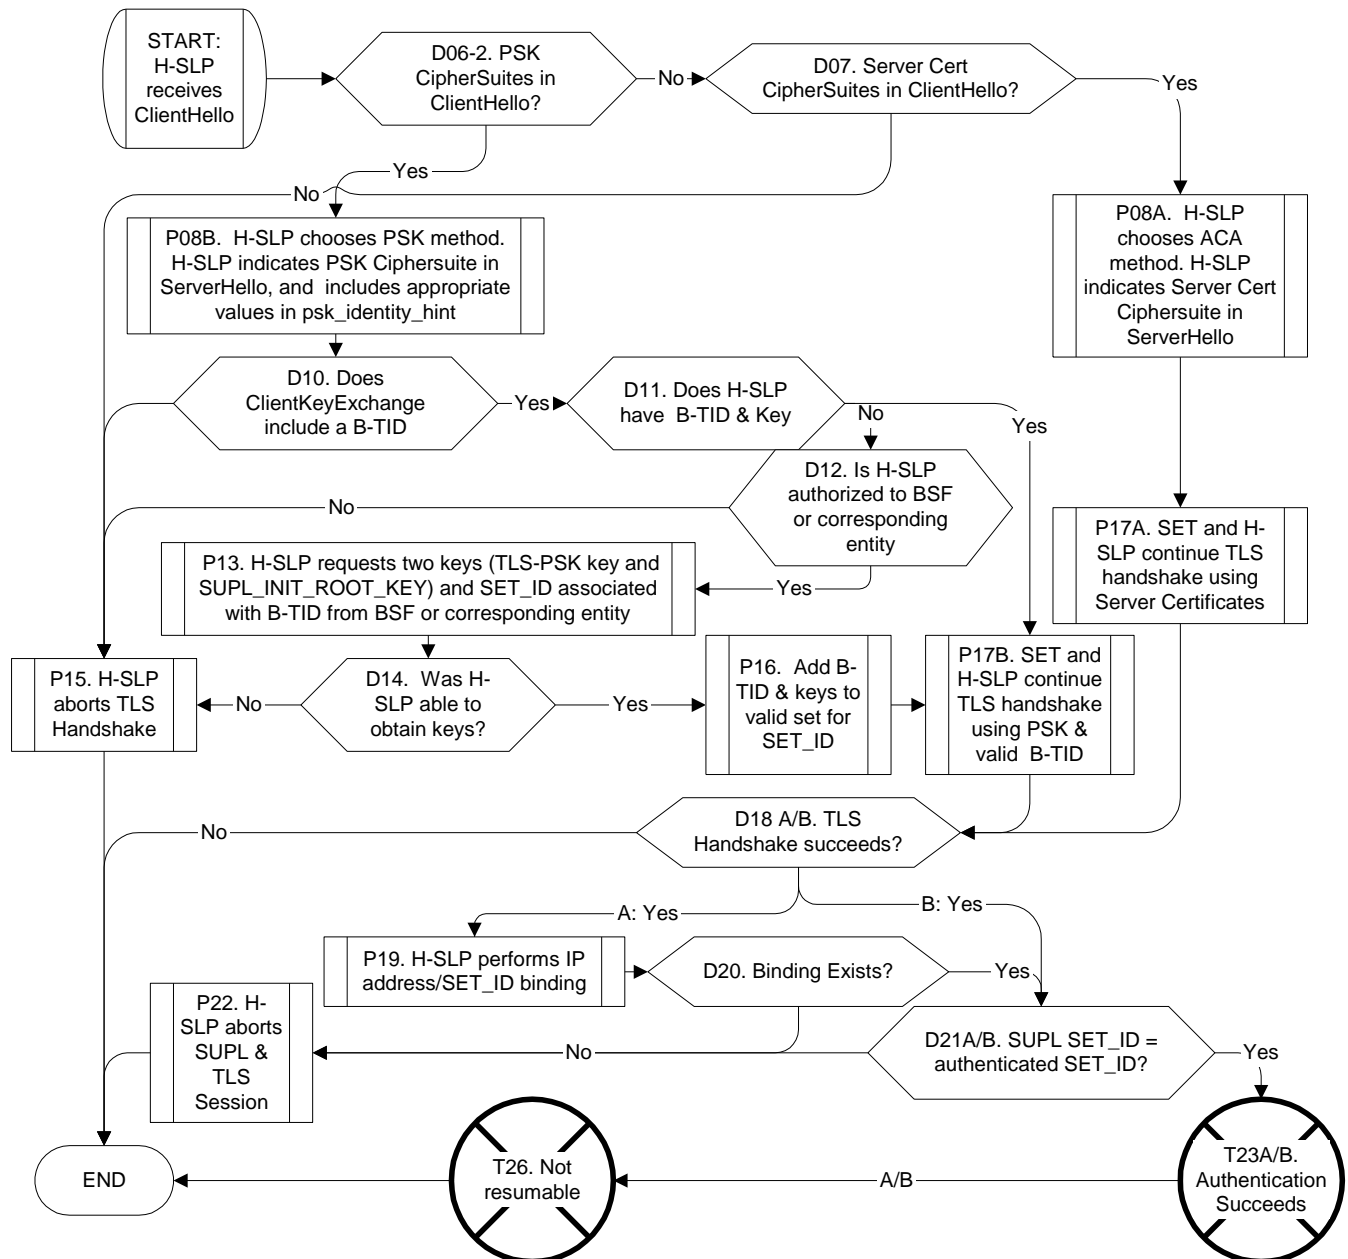 START:
H-SLP
receives
ClientHello
D06-2. PSK
CipherSuites in
ClientHello?
No
D07. Server Cert
CipherSuites in ClientHello?
Yes
Yes
No
P08B.  H-SLP chooses PSK method.
H-SLP indicates PSK Ciphersuite in
ServerHello, and  includes appropriate
values in psk_identity_hint
P08A.  H-SLP
chooses ACA
method. H-SLP
indicates Server Cert
Ciphersuite in
ServerHello
D10. Does
ClientKeyExchange
include a B-TID
Yes
D11. Does H-SLP
have  B-TID & Key
No
Yes
D12. Is H-SLP
authorized to BSF
or corresponding
entity
No
P17A. SET and H-
SLP continue TLS
handshake using
Server Certificates
P13. H-SLP requests two keys (TLS-PSK key and
SUPL_INIT_ROOT_KEY) and SET_ID associated
with B-TID from BSF or corresponding entity
Yes
P15. H-SLP
aborts TLS
Handshake
No
D14.  Was H-
SLP able to
obtain keys?
Yes
P16.  Add B-
TID & keys to
valid set for
SET_ID
P17B. SET and
H-SLP continue
TLS handshake
using PSK &
valid  B-TID
D18 A/B. TLS
Handshake succeeds?
No
A: Yes
B: Yes
P19. H-SLP performs IP
address/SET_ID binding
D20. Binding Exists?
Yes
P22. H-
SLP aborts
SUPL &
TLS
Session
No
D21A/B. SUPL SET_ID =
authenticated SET_ID?
Yes
END
T26. Not
resumable
A/B
T23A/B.
Authentication
Succeeds